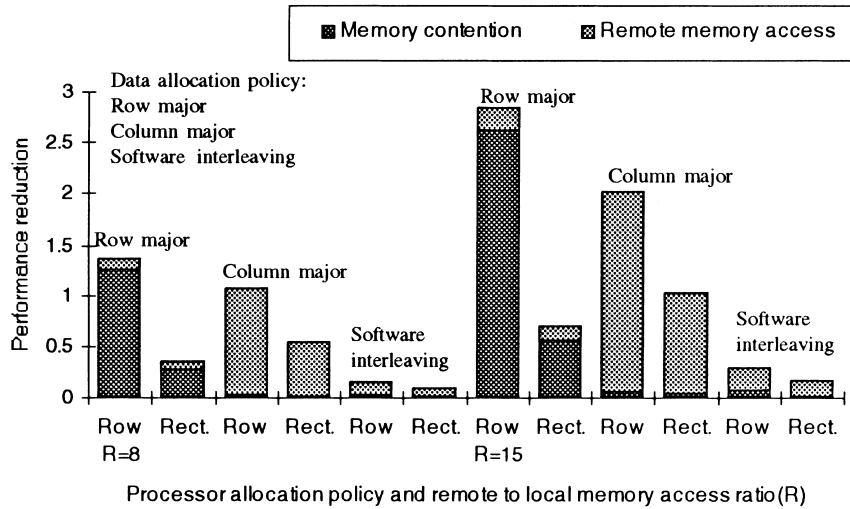 Memory contention Remote memory access
Data allocation policy:
Row major
Column major
Software interleaving
Performance reduction
3
2.5
2
1.5
1
0.5
0
Row major
Column major
Software
interleaving
Row major
Column major
Software
interleaving
Row Rect. Row Rect. Row Rect. Row Rect. Row Rect. Row Rect.
R=8 R=15
Processor allocation policy and remote to local memory access ratio(R)